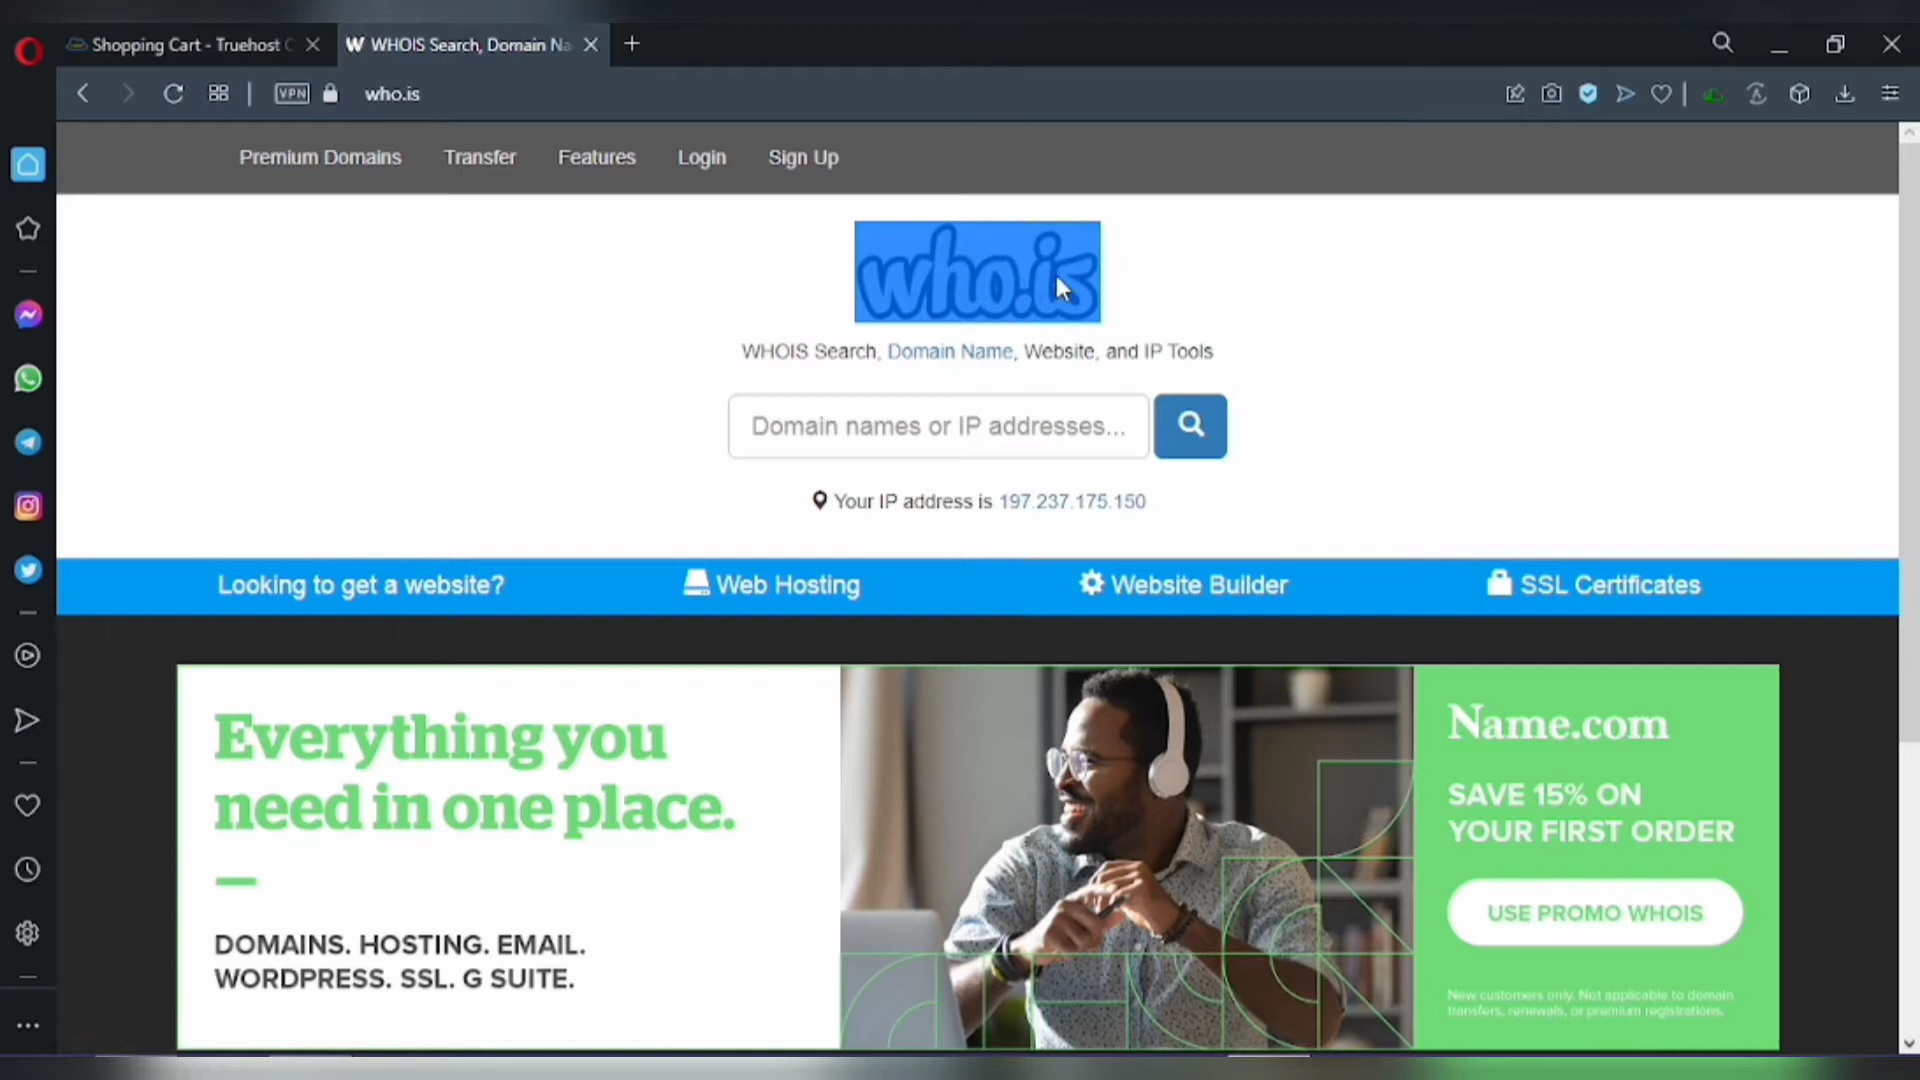 Shopping Cart - Truehost C
WHOIS Search, Domain Na
VPN
who.is
Premium Domains
Transfer
Features
Login
Sign Up
who.is
WHOIS Search, Domain Name, Website, and IP Tools
Domain names or IP addresses...
Your IP address is 197.237.175.150
Looking to get a website?
Web Hosting
Website Builder
SSL Certificates
Everything you
need in one place.
DOMAINS. HOSTING. EMAIL.
WORDPRESS. SSL. G SUITE.
Name.com
SAVE 15% ON
YOUR FIRST ORDER
USE PROMO WHOIS
New customers only. Not applicable to domain
transfers, renewals, or premium registrations.